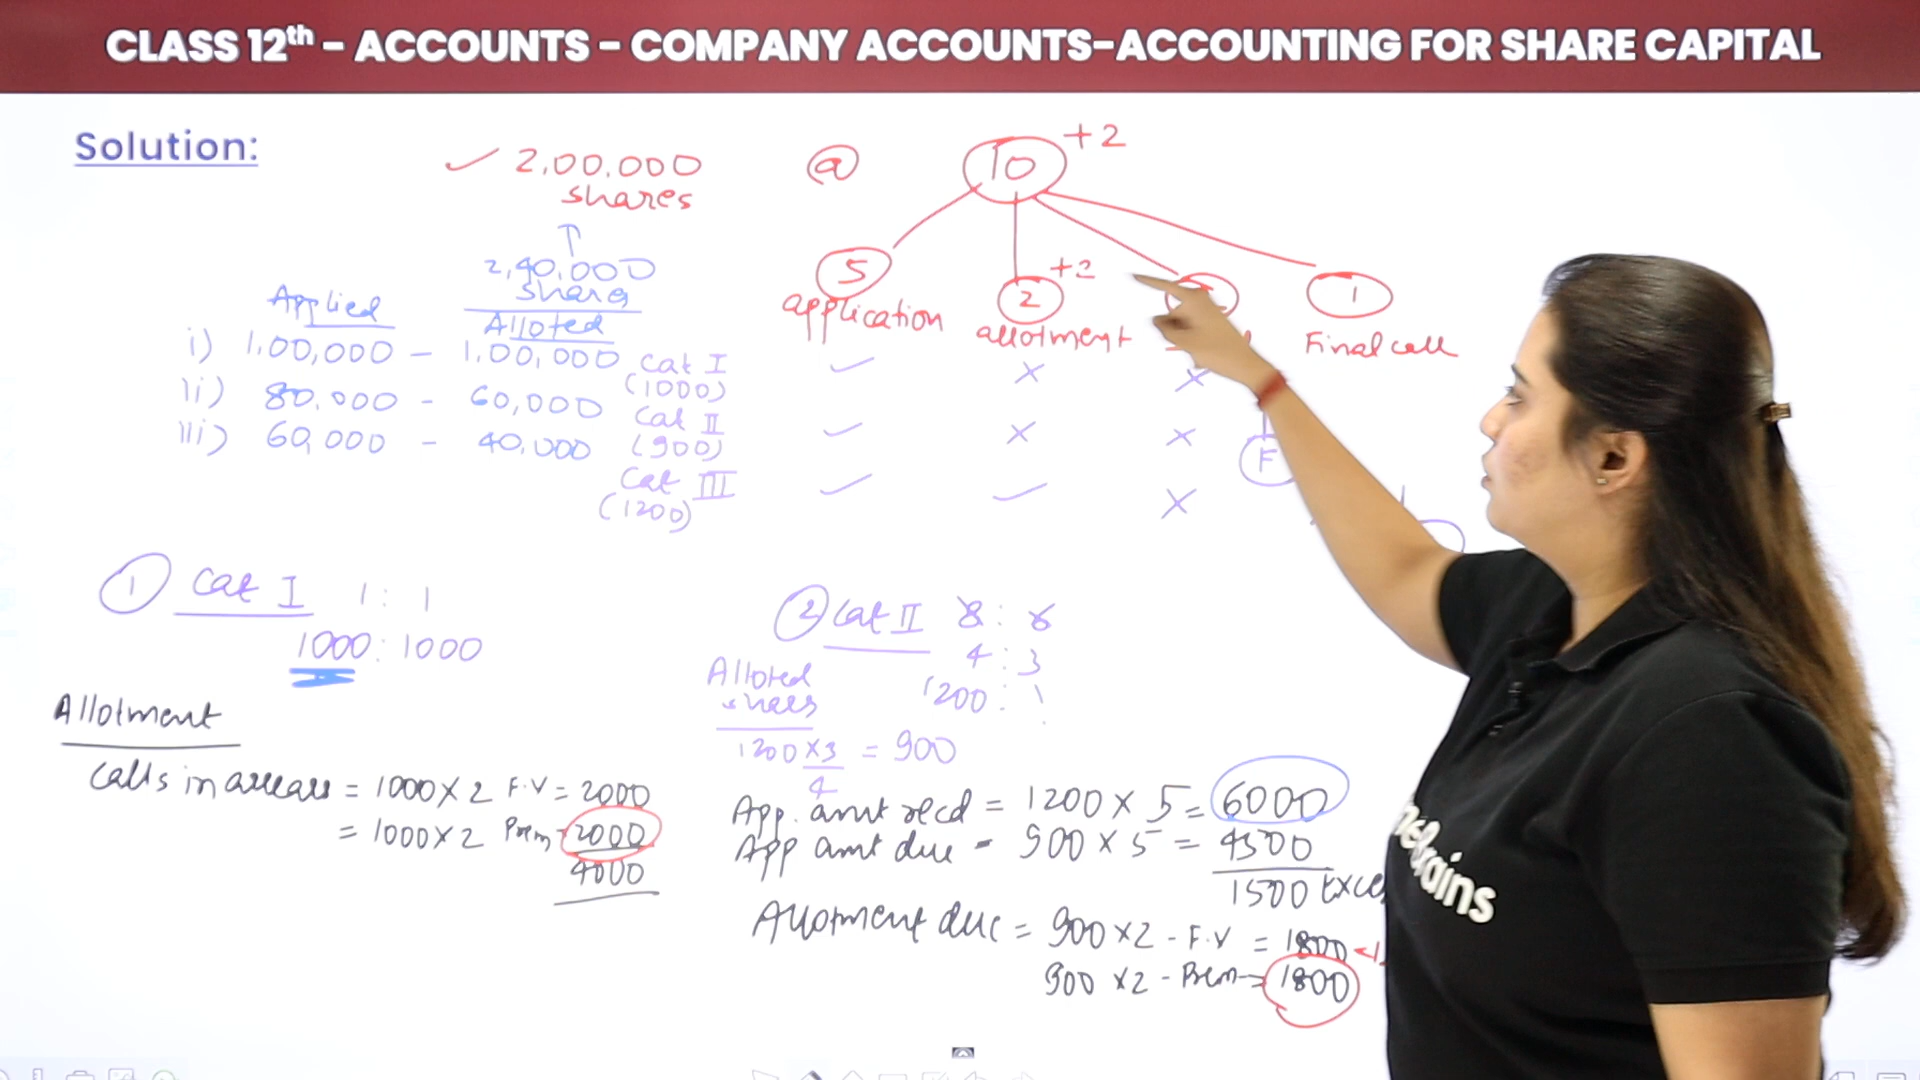 CLASS 12th - ACCOUNTS - COMPANY ACCOUNTS-ACCOUNTING FOR SHARE CAPITAL
Solution:
2,00,000 shares @ 10 +2
5 application
2 +2 allotment
1 Final call
2,40,000 shares
Applied Alloted
i) 1,00,000 - 1,00,000 Cat I (1000)
ii) 80,000 - 60,000 Cat II (900)
iii) 60,000 - 40,000 Cat III (1200)
F
1 Cat I 1 : 1
1000 : 1000
Allotment
Calls in arrears = 1000 × 2 F.V = 2000
= 1000 × 2 Prem - 2000
4000
2 Cat II 8 : 6
4 : 3
1200 : 1
Alloted shares
1200 × 3 = 900
4
App. amt recd = 1200 × 5 = 6000
App amt due - 900 × 5 = 4500
1500
Allotment due = 900 × 2 - F.V = 1800
900 × 2 - Prem - 1800